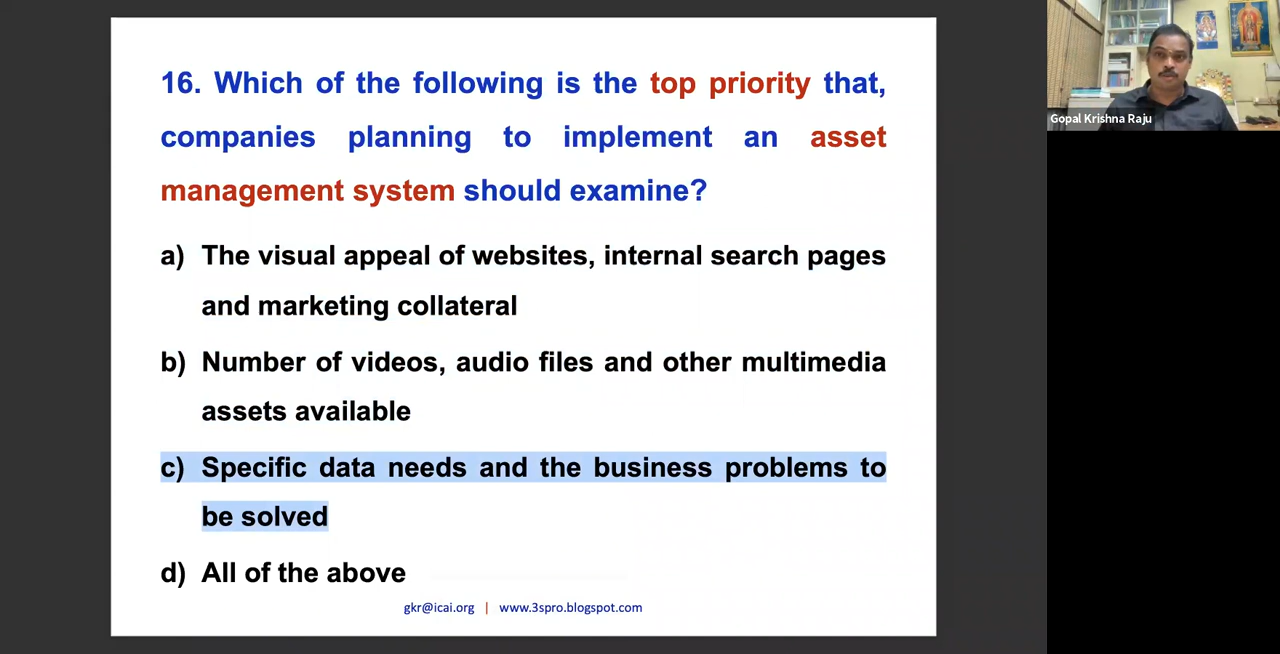 16. Which of the following is the top priority that,
companies planning to implement an asset
management system should examine?
a) The visual appeal of websites, internal search pages
and marketing collateral
b) Number of videos, audio files and other multimedia
assets available
c) Specific data needs and the business problems to
be solved
d) All of the above
gkr@icai.org | www.3spro.blogspot.com
Gopal Krishna Raju